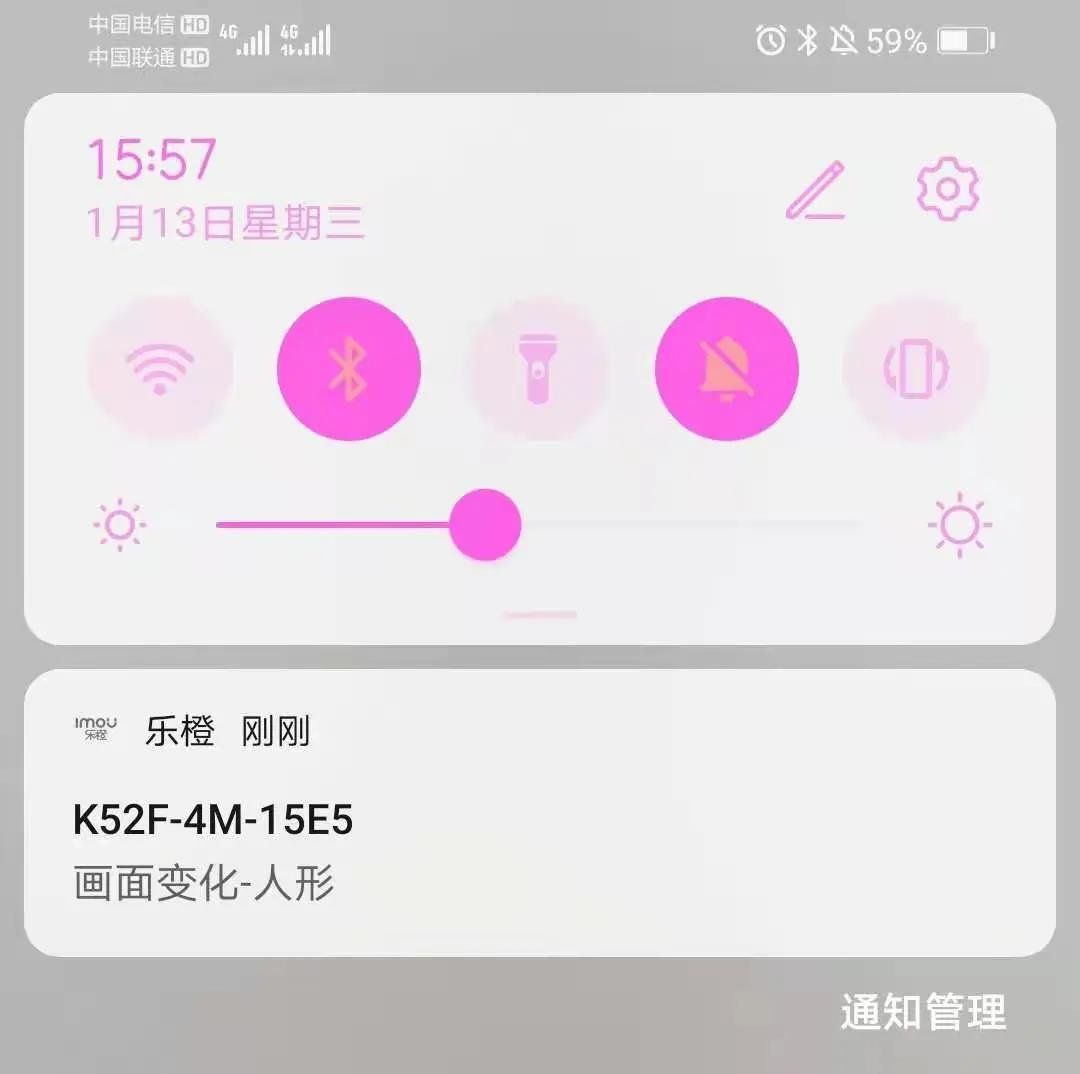 中国电信 HD 4G 4G
中国联通 HD
59%
15:57
1月13日星期三
imou
乐橙
乐橙 刚刚
K52F-4M-15E5
画面变化-人形
通知管理